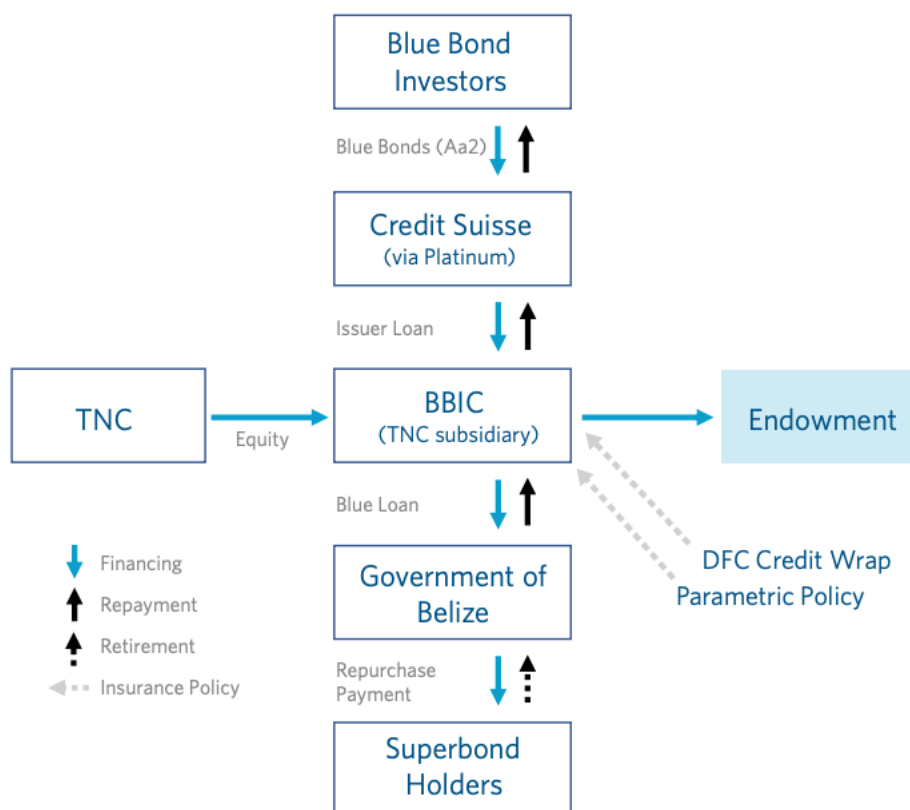 Blue Bond
Investors
Blue Bonds (Aa2)
Credit Suisse
(via Platinum)
Issuer Loan
TNC
Equity
BBIC
(TNC subsidiary)
Endowment
Blue Loan
DFC Credit Wrap
Parametric Policy
Financing
Repayment
Retirement
Insurance Policy
Government of
Belize
Repurchase
Payment
Superbond
Holders